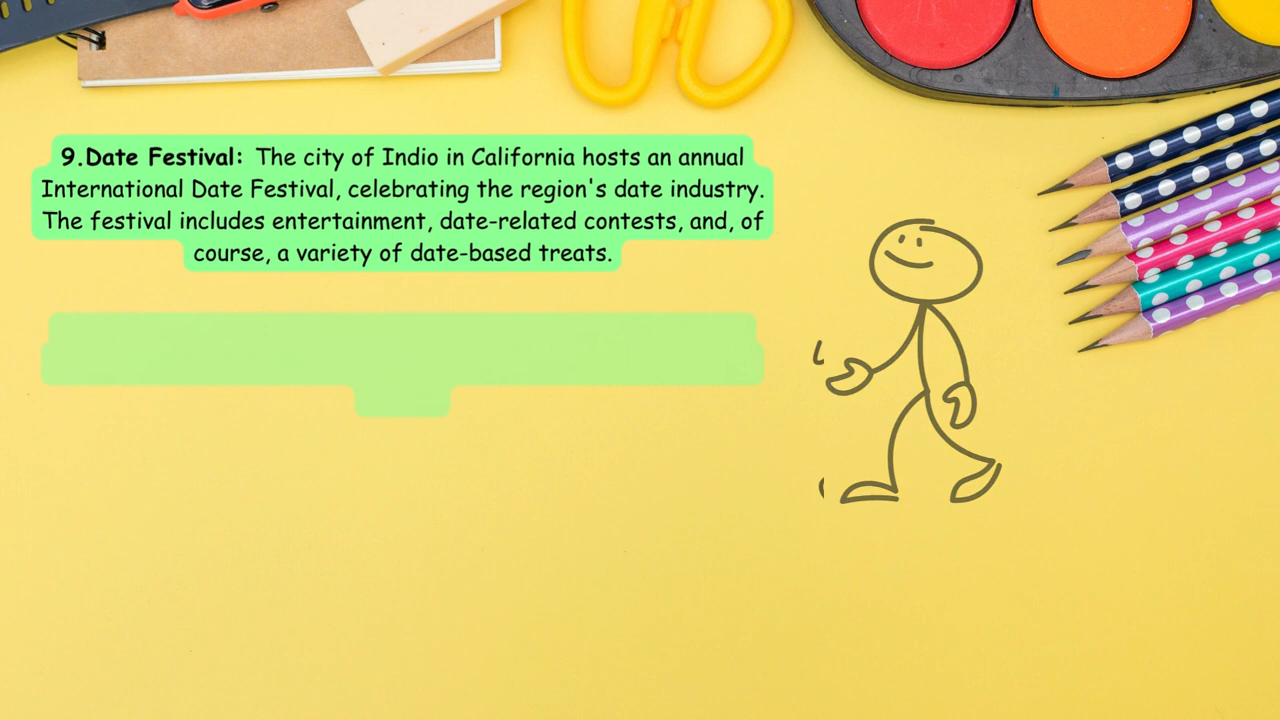 9.Date Festival: The city of Indio in California hosts an annual
International Date Festival, celebrating the region's date industry.
The festival includes entertainment, date-related contests, and, of
course, a variety of date-based treats.